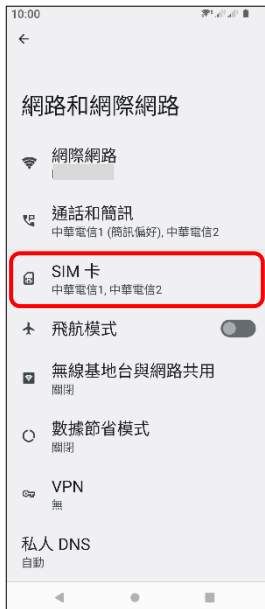 10:00
網路和網際網路
網際網路
通話和簡訊
中華電信1 (簡訊偏好), 中華電信2
SIM 卡
中華電信1, 中華電信2
飛航模式
無線基地台與網路共用
關閉
數據節省模式
關閉
VPN
無
私人 DNS
自動